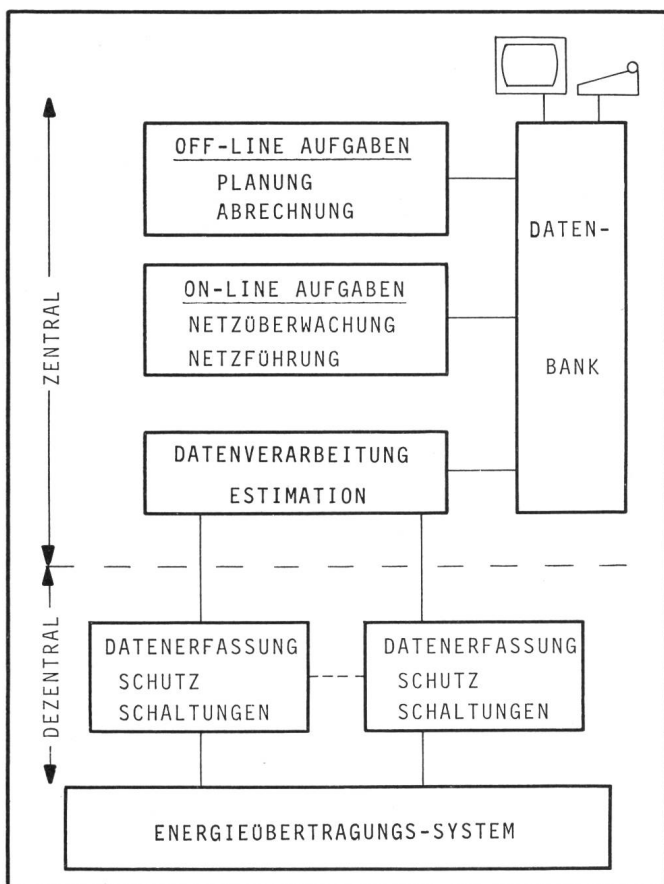 OFF-LINE AUFGABEN
PLANUNG
ABRECHNUNG
DATEN-
ON-LINE AUFGABEN
NETZÜBERWACHUNG
NETZFÜHRUNG
BANK
ZENTRAL
DATENVERARBEITUNG
ESTIMATION
DEZENTRAL
DATENERFASSUNG
SCHUTZ
SCHALTUNGEN
DATENERFASSUNG
SCHUTZ
SCHALTUNGEN
ENERGIEÜBERTRAGUNGS-SYSTEM